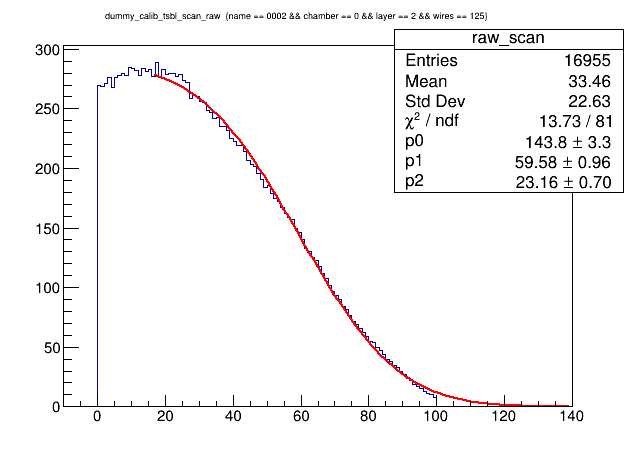 dummy_calib_tsbl_scan_raw (name == 0002 && chamber == 0 && layer == 2 && wires == 125)
raw_scan
Entries 16955
Mean 33.46
Std Dev 22.63
χ² / ndf 13.73 / 81
p0 143.8 ± 3.3
p1 59.58 ± 0.96
p2 23.16 ± 0.70
300
250
200
150
100
50
0
0 20 40 60 80 100 120 140